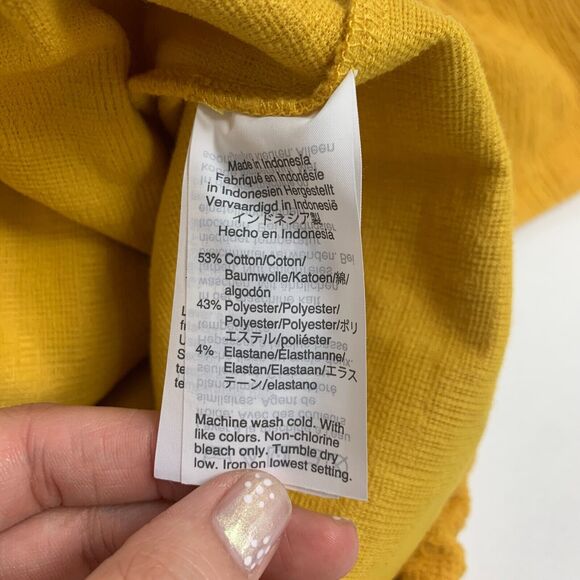 Made in Indonesia
Fabriqué en Indonésie
in Indonesien Hergestellt
Vervaardigd in Indonesië
インドネシア製
Hecho en Indonesia
53% Cotton/Coton/
Baumwolle/Katoen/綿/
algodón
43% Polyester/Polyester/
Polyester/Polyester/ポリ
エステル/poliéster
4% Elastane/Élasthanne/
Elastan/Elastaan/エラス
テーン/elastano
Machine wash cold. With
like colors. Non-chlorine
bleach only. Tumble dry
low. Iron on lowest setting.